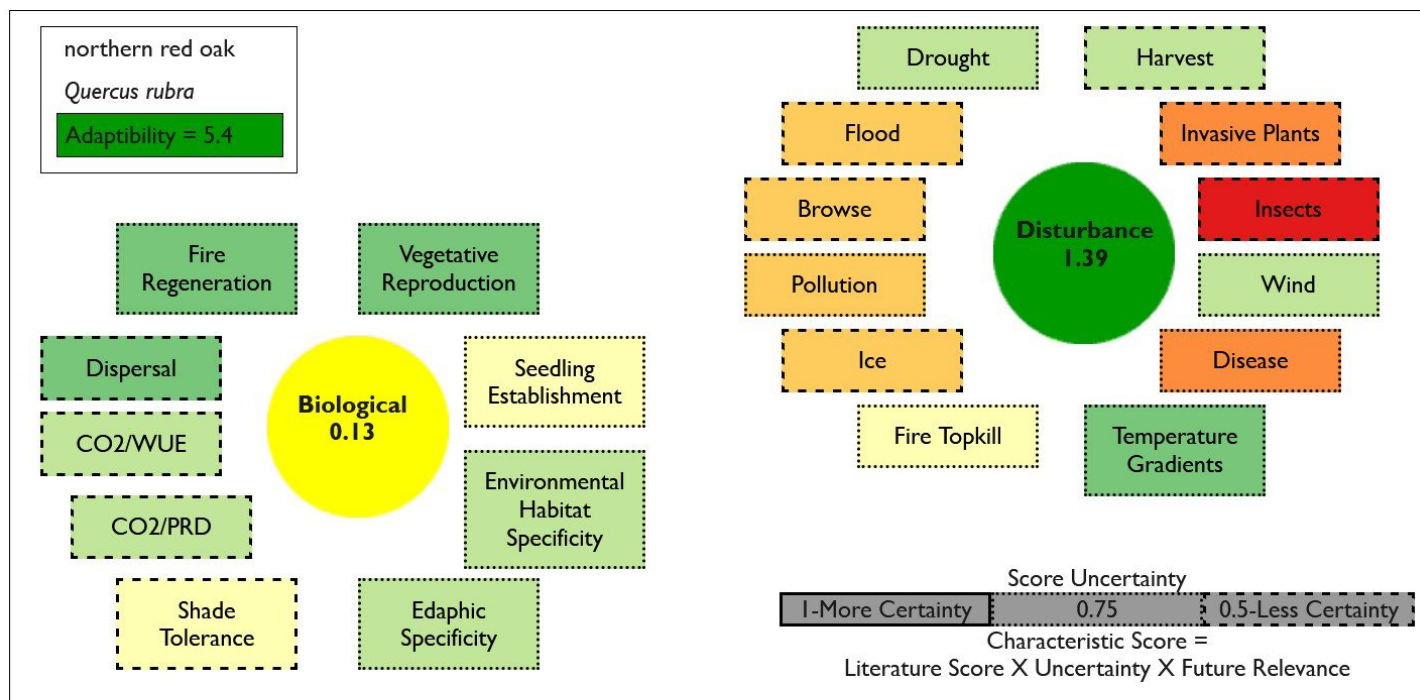 northern red oak
Quercus rubra
Adaptibility = 5.4
Fire
Regeneration
Vegetative
Reproduction
Dispersal
Seedling
Establishment
Biological
0.13
CO2/WUE
Environmental
Habitat
Specificity
CO2/PRD
Shade
Tolerance
Edaphic
Specificity
Drought
Harvest
Flood
Invasive Plants
Browse
Insects
Disturbance
1.39
Pollution
Wind
Ice
Disease
Fire Topkill
Temperature
Gradients
Score Uncertainty
1-More Certainty
0.75
0.5-Less Certainty
Characteristic Score =
Literature Score X Uncertainty X Future Relevance